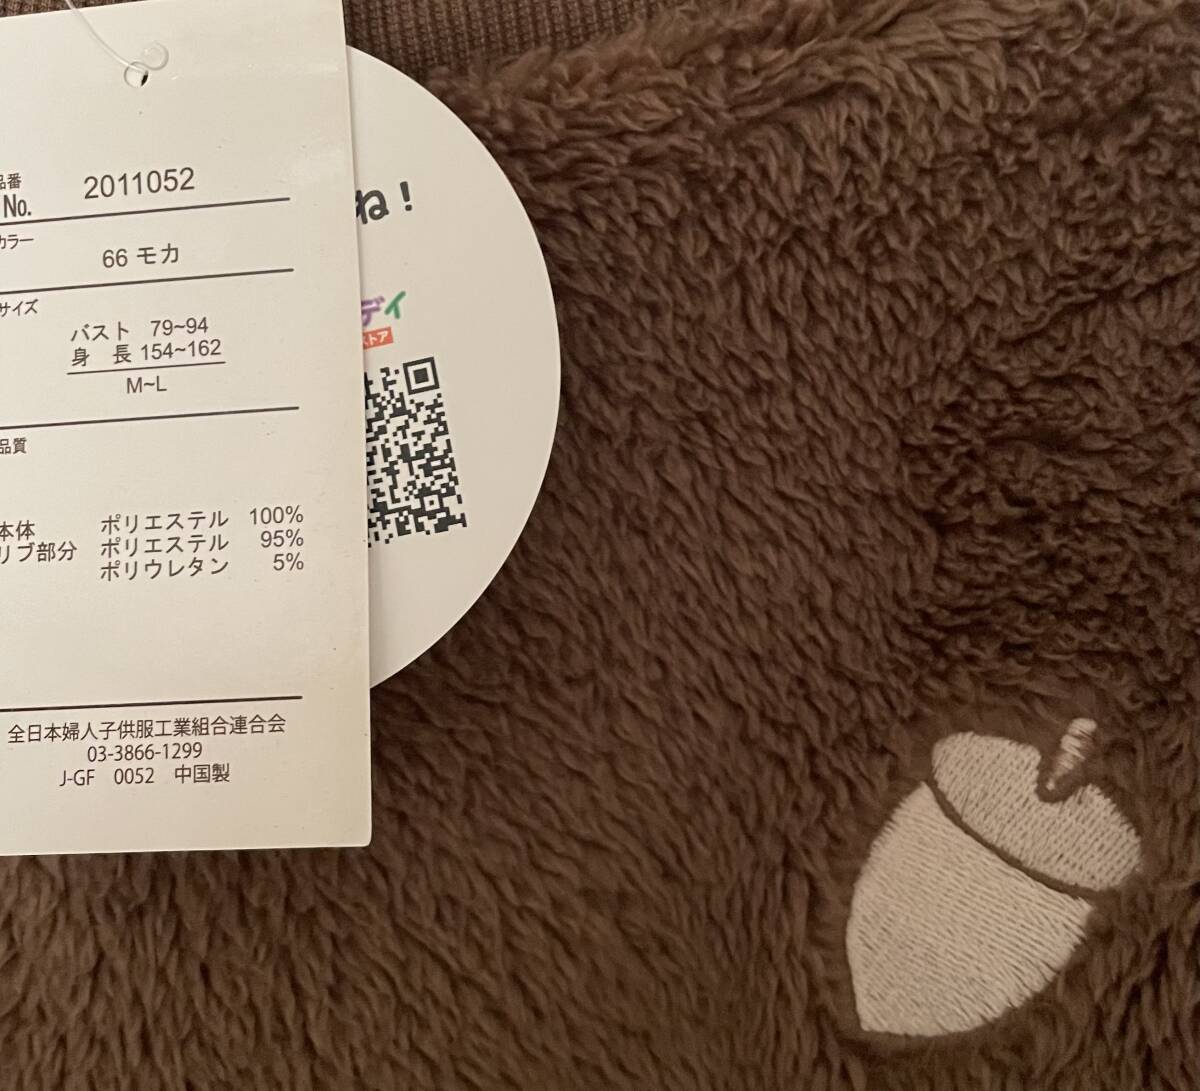 品番
No. 2011052
カラー
66 モカ
サイズ
バスト 79~94
身 長 154~162
M~L
品質
本体 ポリエステル 100%
リブ部分 ポリエステル 95%
ポリウレタン 5%
全日本婦人子供服工業組合連合会
03-3866-1299
J-GF 0052 中国製
ね!
ディ
ストア